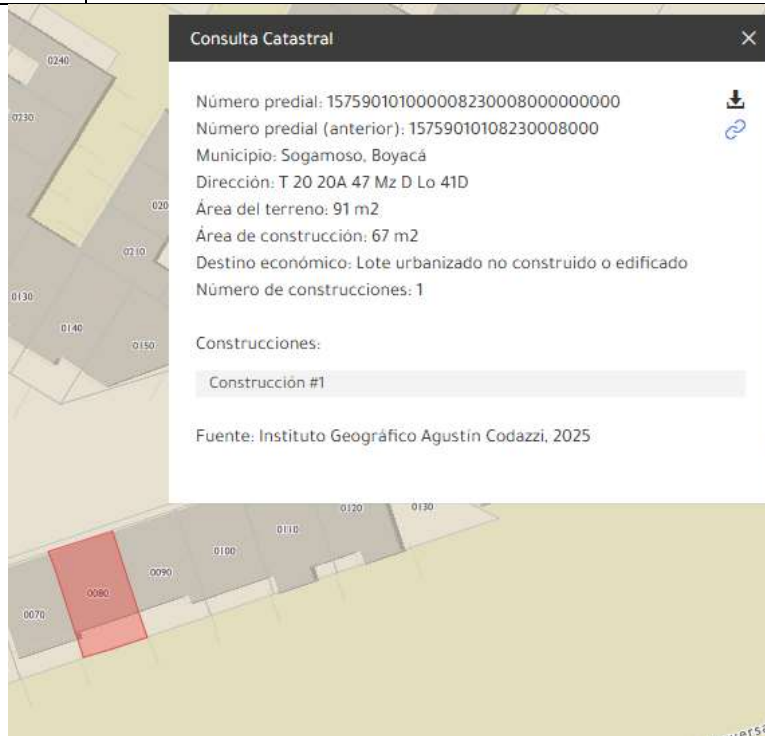 Consulta Catastral
Número predial: 157590101000008230008000000000
Número predial (anterior): 15759010108230008000
Municipio: Sogamoso, Boyacá
Dirección: T 20 20A 47 Mz D Lo 41D
Área del terreno: 91 m2
Área de construcción: 67 m2
Destino económico: Lote urbanizado no construido o edificado
Número de construcciones: 1
Construcciones:
Construcción #1
Fuente: Instituto Geográfico Agustín Codazzi, 2025
0240
0230
020
0210
0130
0140
0150
0120
0130
0110
0100
0090
0080
0070